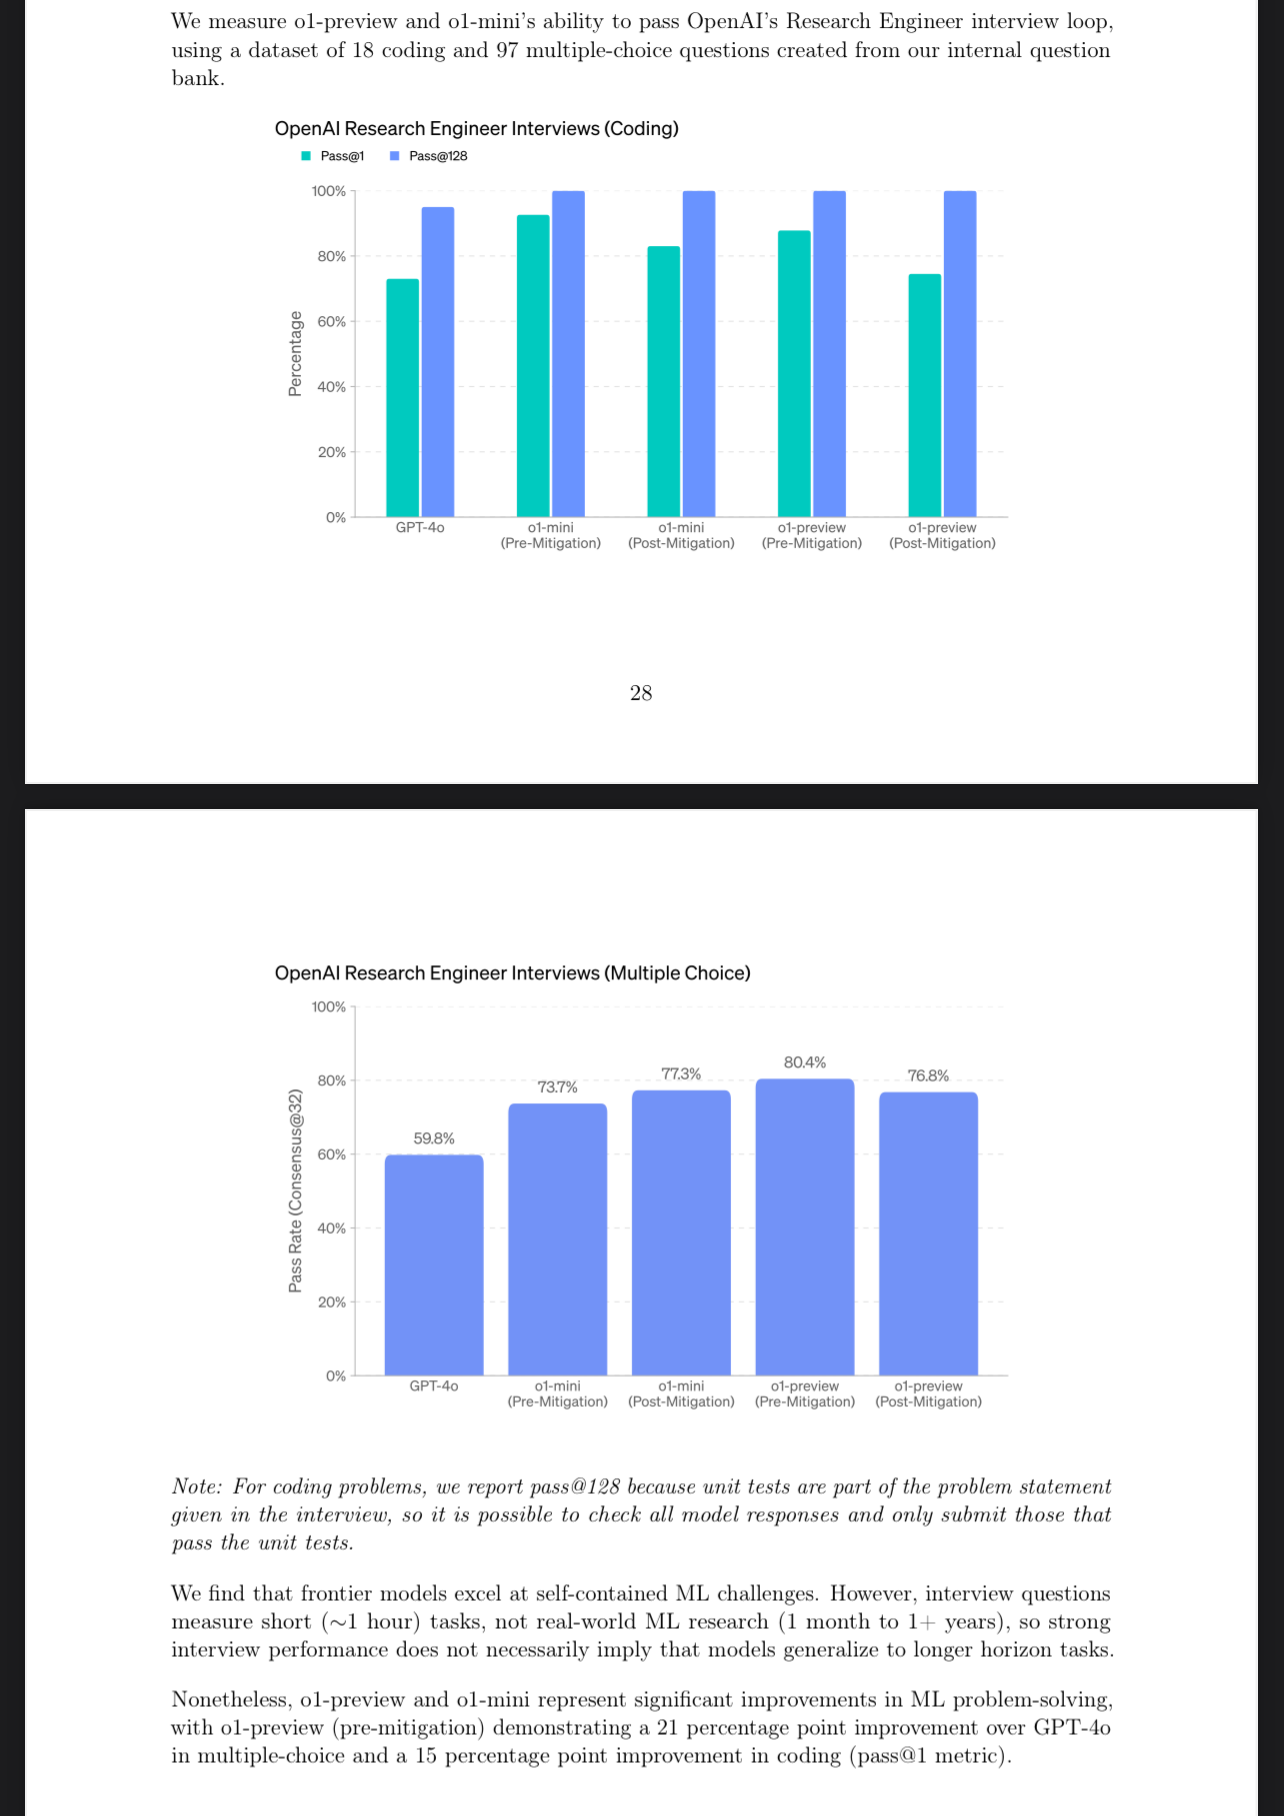 We measure o1-preview and o1-mini's ability to pass OpenAI's Research Engineer interview loop,
using a dataset of 18 coding and 97 multiple-choice questions created from our internal question
bank.
OpenAI Research Engineer Interviews (Coding)
Pass@1 Pass@128
Percentage
100%
80%
60%
40%
20%
0%
GPT-4o
o1-mini
(Pre-Mitigation)
o1-mini
(Post-Mitigation)
o1-preview
(Pre-Mitigation)
o1-preview
(Post-Mitigation)
28
OpenAI Research Engineer Interviews (Multiple Choice)
Pass Rate (Consensus@32)
100%
80%
60%
40%
20%
0%
59.8%
73.7%
77.3%
80.4%
76.8%
GPT-4o
o1-mini
(Pre-Mitigation)
o1-mini
(Post-Mitigation)
o1-preview
(Pre-Mitigation)
o1-preview
(Post-Mitigation)
Note: For coding problems, we report pass@128 because unit tests are part of the problem statement
given in the interview, so it is possible to check all model responses and only submit those that
pass the unit tests.
We find that frontier models excel at self-contained ML challenges. However, interview questions
measure short (∼1 hour) tasks, not real-world ML research (1 month to 1+ years), so strong
interview performance does not necessarily imply that models generalize to longer horizon tasks.
Nonetheless, o1-preview and o1-mini represent significant improvements in ML problem-solving,
with o1-preview (pre-mitigation) demonstrating a 21 percentage point improvement over GPT-4o
in multiple-choice and a 15 percentage point improvement in coding (pass@1 metric).